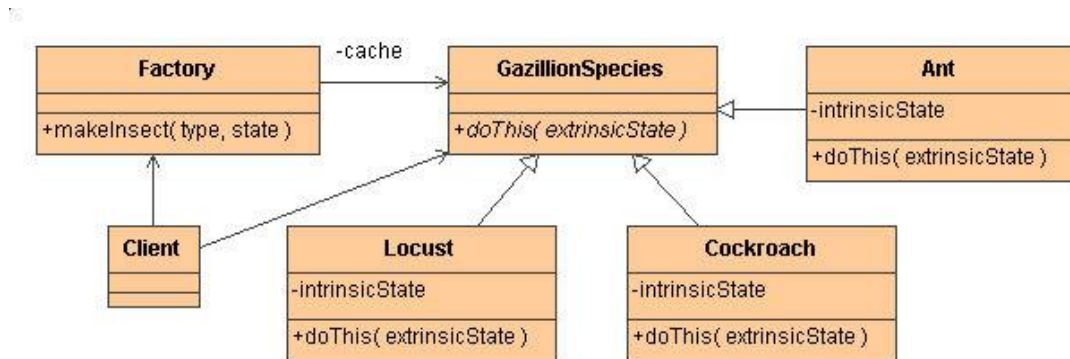 Factory
+makeInsect( type, state )
-cache
GazillionSpecies
+doThis( extrinsicState )
Ant
-intrinsicState
+doThis( extrinsicState )
Client
Locust
-intrinsicState
+doThis( extrinsicState )
Cockroach
-intrinsicState
+doThis( extrinsicState )